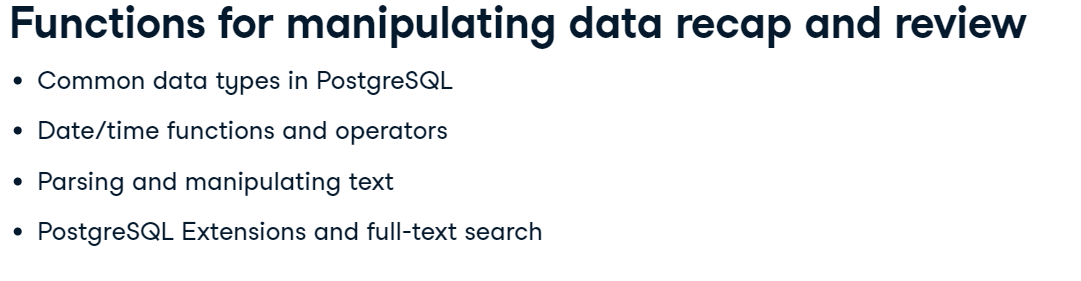 Functions for manipulating data recap and review
• Common data types in PostgreSQL
• Date/time functions and operators
• Parsing and manipulating text
• PostgreSQL Extensions and full-text search